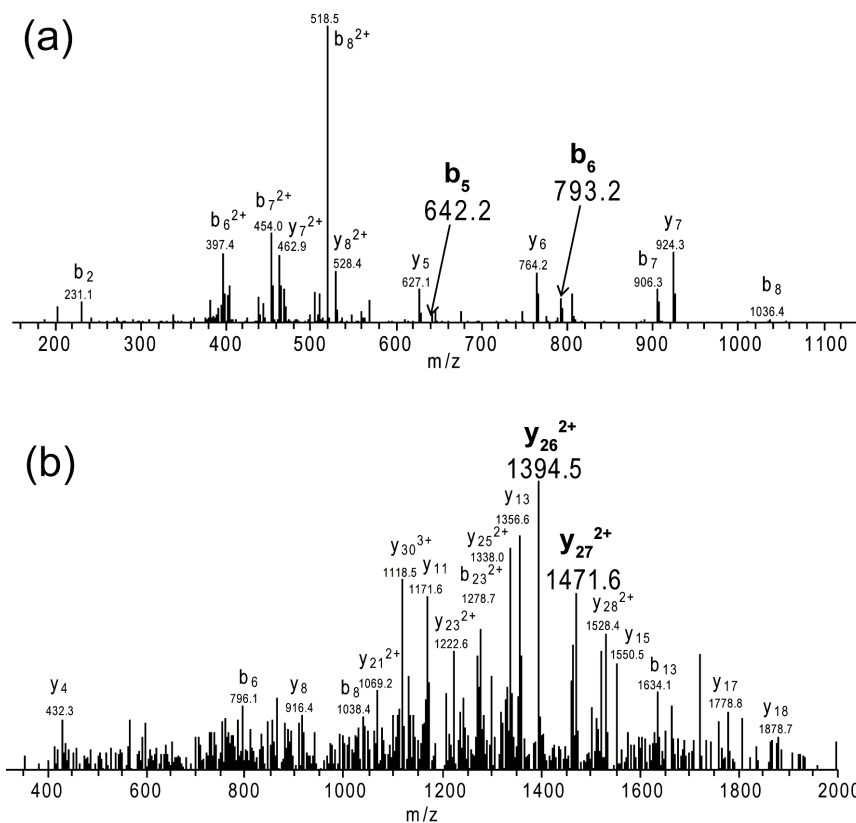 (a)
518.5
b8 2+
b5
642.2
b6
793.2
b2
231.1
b6 2+
397.4
b7 2+
454.0
y7 2+
462.9
y8 2+
528.4
y5
627.1
y6
764.2
b7
906.3
y7
924.3
b8
1036.4
200 300 400 500 600 700 800 900 1000 1100
m/z
(b)
y26 2+
1394.5
y13
1356.6
y25 2+
1338.0
y27 2+
1471.6
y30 3+
1118.5
y11
1171.6
b23 2+
1278.7
y28 2+
1528.4
y23 2+
1222.6
y15
1550.5
y21 2+
1069.2
b13
1634.1
y4
432.3
b6
796.1
y8
916.4
b8
1038.4
y17
1778.8
y18
1878.7
400 600 800 1000 1200 1400 1600 1800 2000
m/z